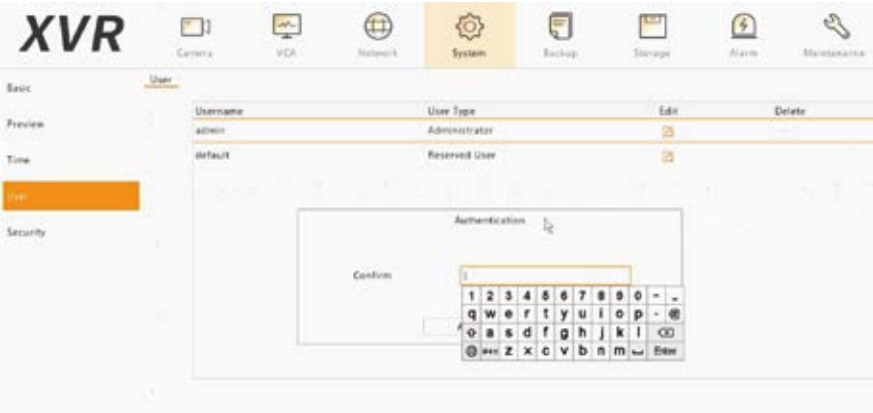 XVR
Camera VCA Network System Backup Storage Alarm Maintenance
Basic
Preview
Time
User
Security
User
Username User Type Edit Delete
admin Administrator
default Reserved User
Authentication
Confirm
1 2 3 4 5 6 7 8 9 0 -
q w e r t y u i o p @
a s d f g h j k l
z x c v b n m Enter